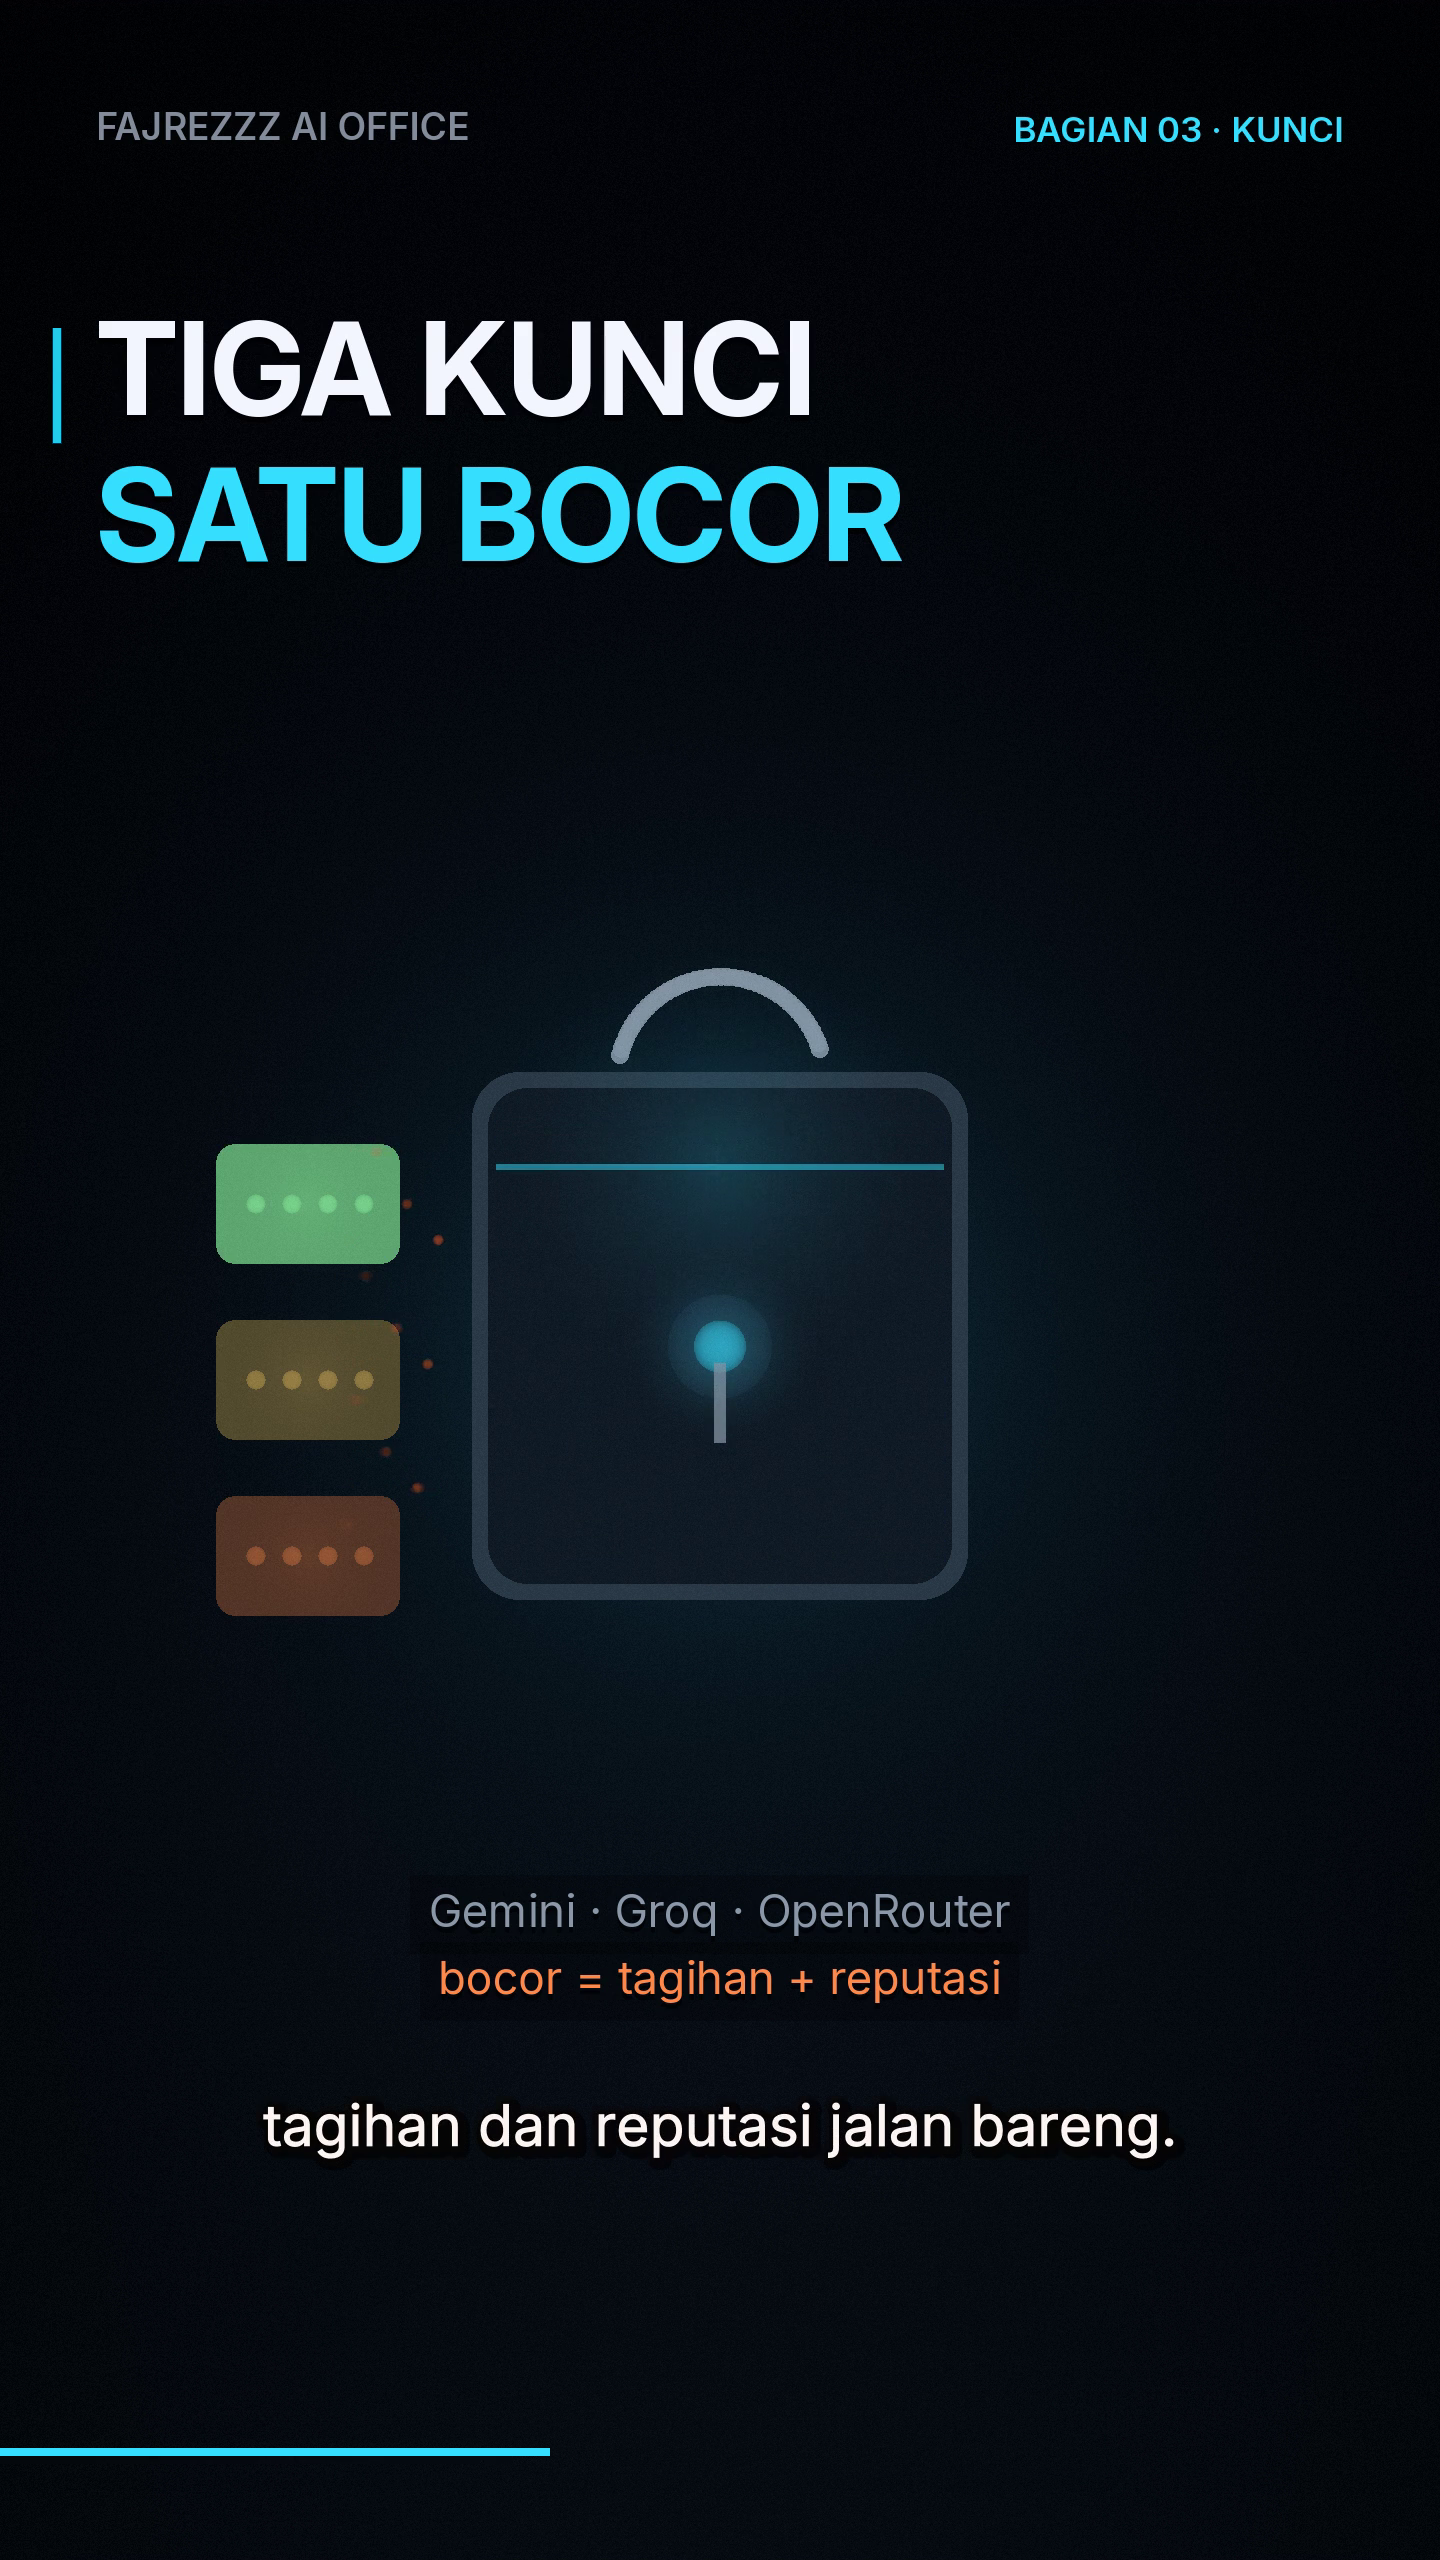 FAJREZZZ AI OFFICE
BAGIAN 03 · KUNCI
TIGA KUNCI
SATU BOCOR
Gemini · Groq · OpenRouter
bocor = tagihan + reputasi
tagihan dan reputasi jalan bareng.